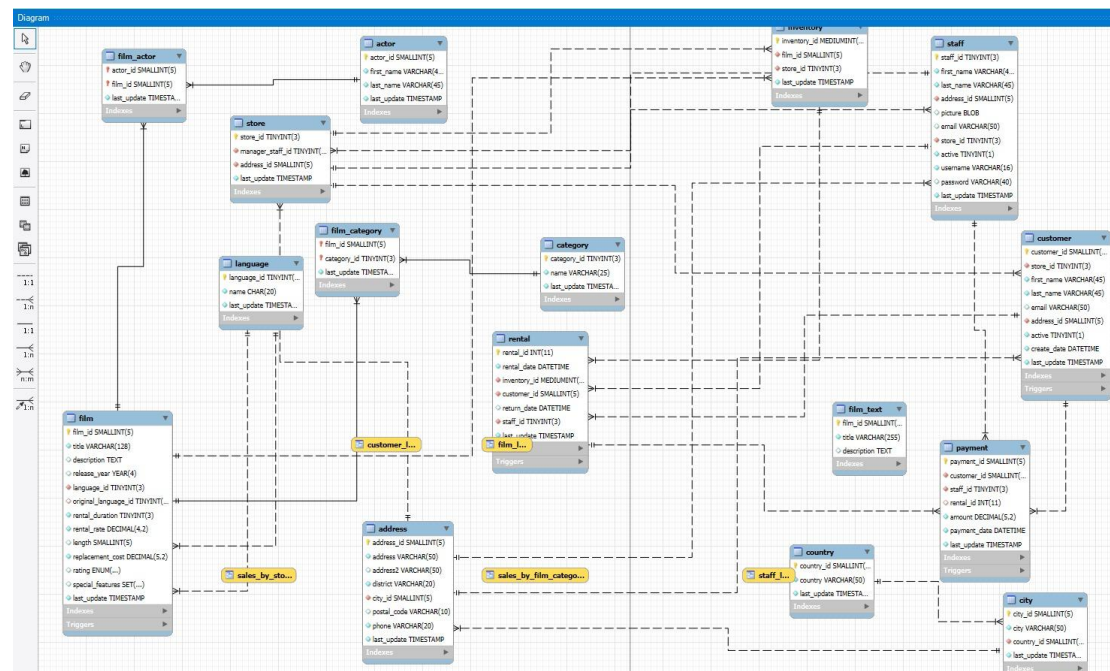 Diagram
film_actor
actor_id SMALLINT(5)
film_id SMALLINT(5)
last_update TIMESTA...
Indexes
actor
actor_id SMALLINT(5)
first_name VARCHAR(4...
last_name VARCHAR(45)
last_update TIMESTAMP
Indexes
inventory
inventory_id MEDIUMINT(...
film_id SMALLINT(5)
store_id TINYINT(3)
last_update TIMESTAMP
Indexes
staff
staff_id TINYINT(3)
first_name VARCHAR(4...
last_name VARCHAR(45)
address_id SMALLINT(5)
picture BLOB
email VARCHAR(50)
store_id TINYINT(3)
active TINYINT(1)
username VARCHAR(16)
password VARCHAR(40)
last_update TIMESTAMP
Indexes
store
store_id TINYINT(3)
manager_staff_id TINYINT(...
address_id SMALLINT(5)
last_update TIMESTAMP
Indexes
film_category
film_id SMALLINT(5)
category_id TINYINT(3)
last_update TIMESTA...
Indexes
category
category_id TINYINT(3)
name VARCHAR(25)
last_update TIMESTA...
Indexes
customer
customer_id SMALLINT(...
store_id TINYINT(3)
first_name VARCHAR(45)
last_name VARCHAR(45)
email VARCHAR(50)
address_id SMALLINT(5)
active TINYINT(1)
create_date DATETIME
last_update TIMESTAMP
Indexes
Triggers
language
language_id TINYINT(...
name CHAR(20)
last_update TIMESTA...
Indexes
1:1
1:n
1:1
1:n
n:m
1:n
rental
rental_id INT(11)
rental_date DATETIME
inventory_id MEDIUMINT(...
customer_id SMALLINT(5)
return_date DATETIME
staff_id TINYINT(3)
last_update TIMESTAMP
Triggers
film
film_id SMALLINT(5)
title VARCHAR(128)
description TEXT
release_year YEAR(4)
language_id TINYINT(3)
original_language_id TINYINT(...
rental_duration TINYINT(3)
rental_rate DECIMAL(4,2)
length SMALLINT(5)
replacement_cost DECIMAL(5,2)
rating ENUM(...)
special_features SET(...)
last_update TIMESTAMP
Indexes
Triggers
customer_l...
film_l...
film_text
film_id SMALLINT(...
title VARCHAR(255)
description TEXT
Indexes
payment
payment_id SMALLINT(5)
customer_id SMALLINT(...
staff_id TINYINT(3)
rental_id INT(11)
amount DECIMAL(5,2)
payment_date DATETIME
last_update TIMESTAMP
Indexes
Triggers
address
address_id SMALLINT(5)
address VARCHAR(50)
address2 VARCHAR(50)
district VARCHAR(20)
city_id SMALLINT(5)
postal_code VARCHAR(10)
phone VARCHAR(20)
last_update TIMESTAMP
Indexes
sales_by_sto...
sales_by_film_catego...
staff_l...
country
country_id SMALLINT(...
country VARCHAR(50)
last_update TIMESTA...
Indexes
city
city_id SMALLINT(5)
city VARCHAR(50)
country_id SMALLINT(...
last_update TIMESTA...
Indexes